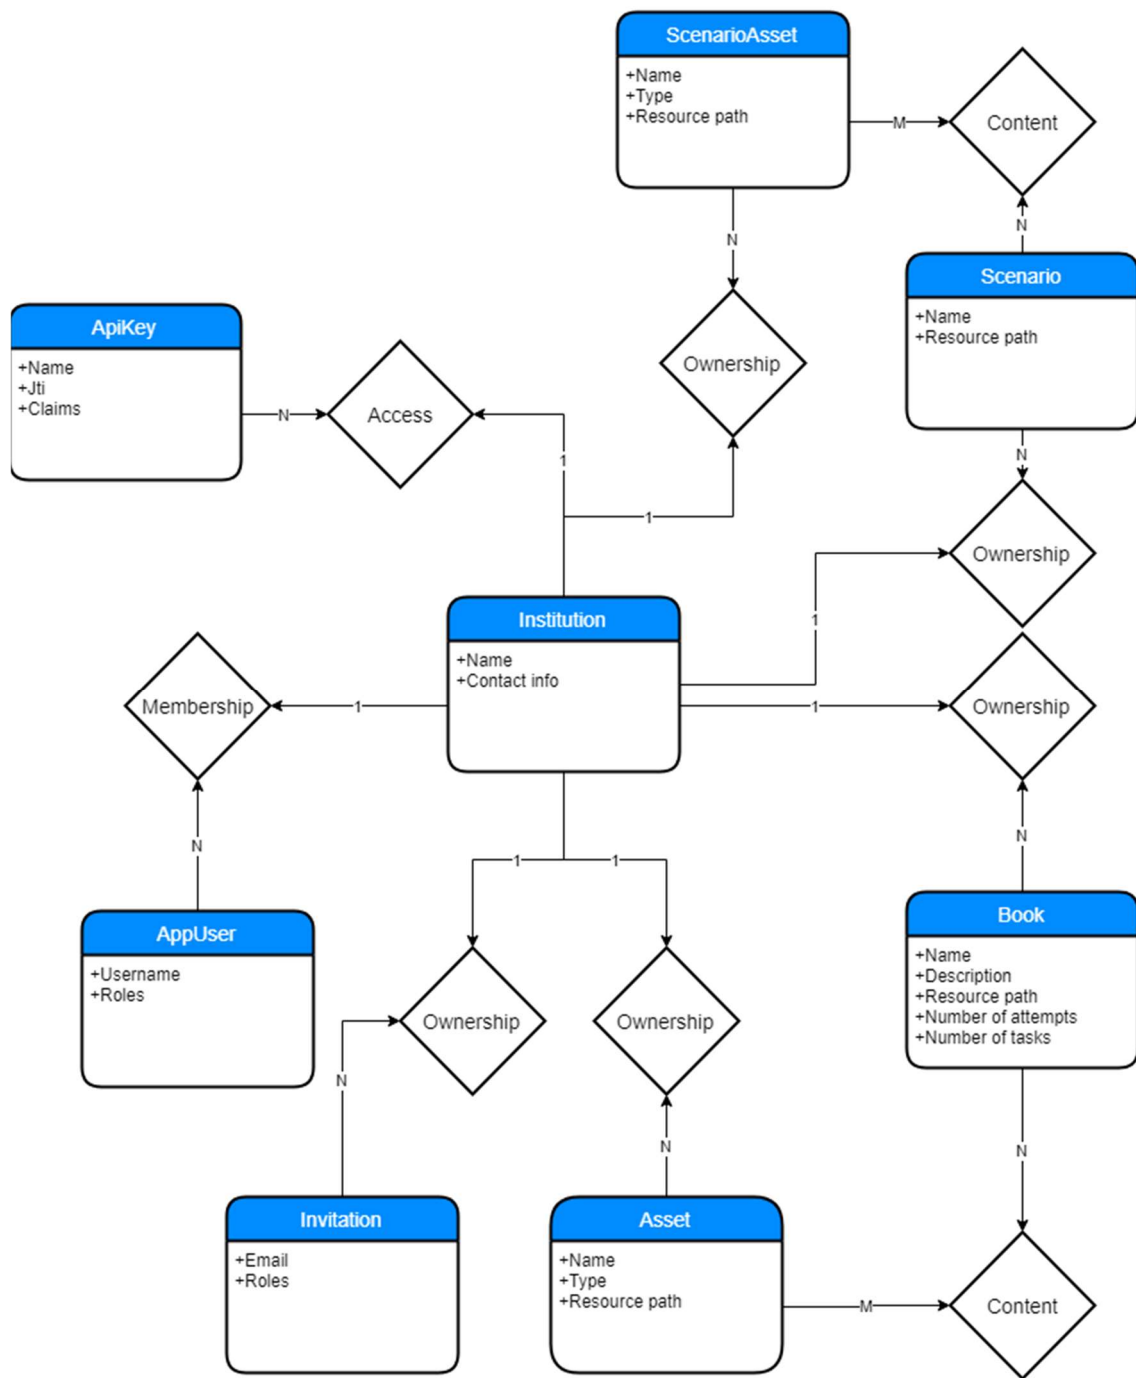 ScenarioAsset
+Name
+Type
+Resource path
M
Content
N
N
Scenario
+Name
+Resource path
ApiKey
+Name
+Jti
+Claims
N
Access
Ownership
N
1
1
Ownership
Institution
+Name
+Contact info
1
Membership
1
1
Ownership
N
N
1
1
AppUser
+Username
+Roles
Book
+Name
+Description
+Resource path
+Number of attempts
+Number of tasks
Ownership
Ownership
N
N
N
Invitation
+Email
+Roles
Asset
+Name
+Type
+Resource path
M
Content